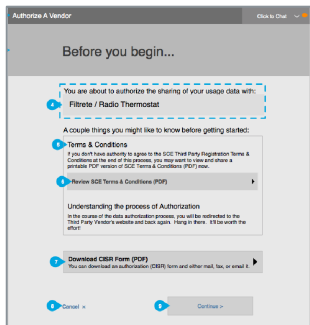 Authorize A Vendor
Click to Chat
Before you begin...
You are about to authorize the sharing of your usage data with:
4
Filtrete / Radio Thermostat
A couple things you might like to know before getting started:
5
Terms & Conditions
If you don't have authority to agree to the SCE Third Party Registration Terms &
Conditions at the end of this process, you may want to view and share a
printable PDF version of SCE Terms & Conditions (PDF) now.
6
Review SCE Terms & Conditions (PDF)
Understanding the process of Authorization
In the course of the data authorization process, you will be redirected to the
Third Party Vendor's website and back again. Hang in there. It'll be worth the
effort!
7
Download CISR Form (PDF)
You can download an authorization (CISR) form and either mail, fax, or email it.
8
Cancel >
9
Continue >